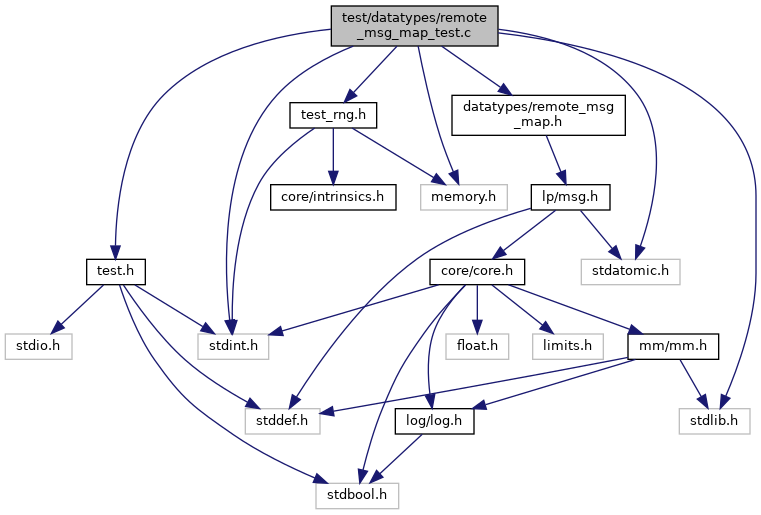 test/datatypes/remote
_msg_map_test.c
test_rng.h
datatypes/remote_msg
_map.h
core/intrinsics.h
memory.h
lp/msg.h
test.h
core/core.h
stdatomic.h
stdio.h
stdint.h
float.h
limits.h
mm/mm.h
stddef.h
log/log.h
stdlib.h
stdbool.h